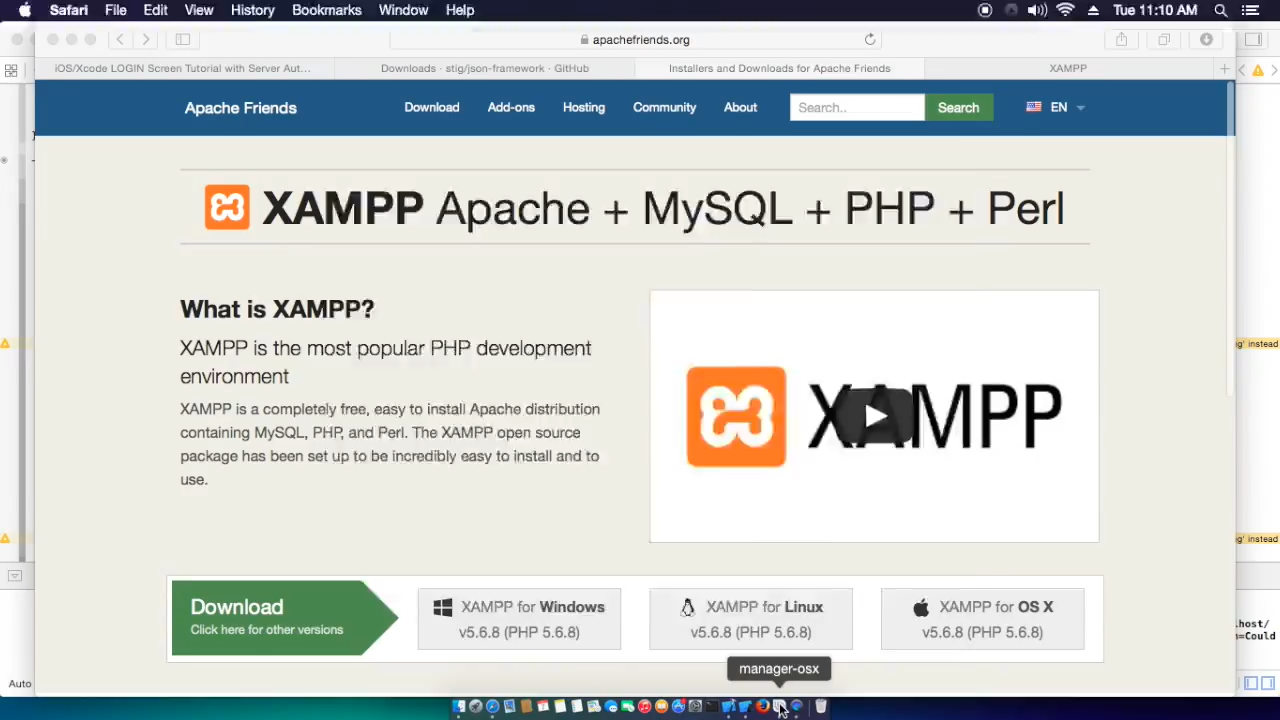 Safari File Edit View History Bookmarks Window Help Tue 11:10 AM
apachefriends.org
iOS/Xcode LOGIN Screen Tutorial with Server Aut... Downloads · stig/json-framework · GitHub Installers and Downloads for Apache Friends XAMPP
Apache Friends Download Add-ons Hosting Community About Search.. Search EN
XAMPP Apache + MySQL + PHP + Perl
What is XAMPP?
XAMPP is the most popular PHP development
environment
XAMPP is a completely free, easy to install Apache distribution
containing MySQL, PHP, and Perl. The XAMPP open source
package has been set up to be incredibly easy to install and to
use.
XAMPP
ng' instead
ng' instead
Download
Click here for other versions
XAMPP for Windows
v5.6.8 (PHP 5.6.8)
XAMPP for Linux
v5.6.8 (PHP 5.6.8)
XAMPP for OS X
v5.6.8 (PHP 5.6.8)
lhost/
=Could
manager-osx
Auto